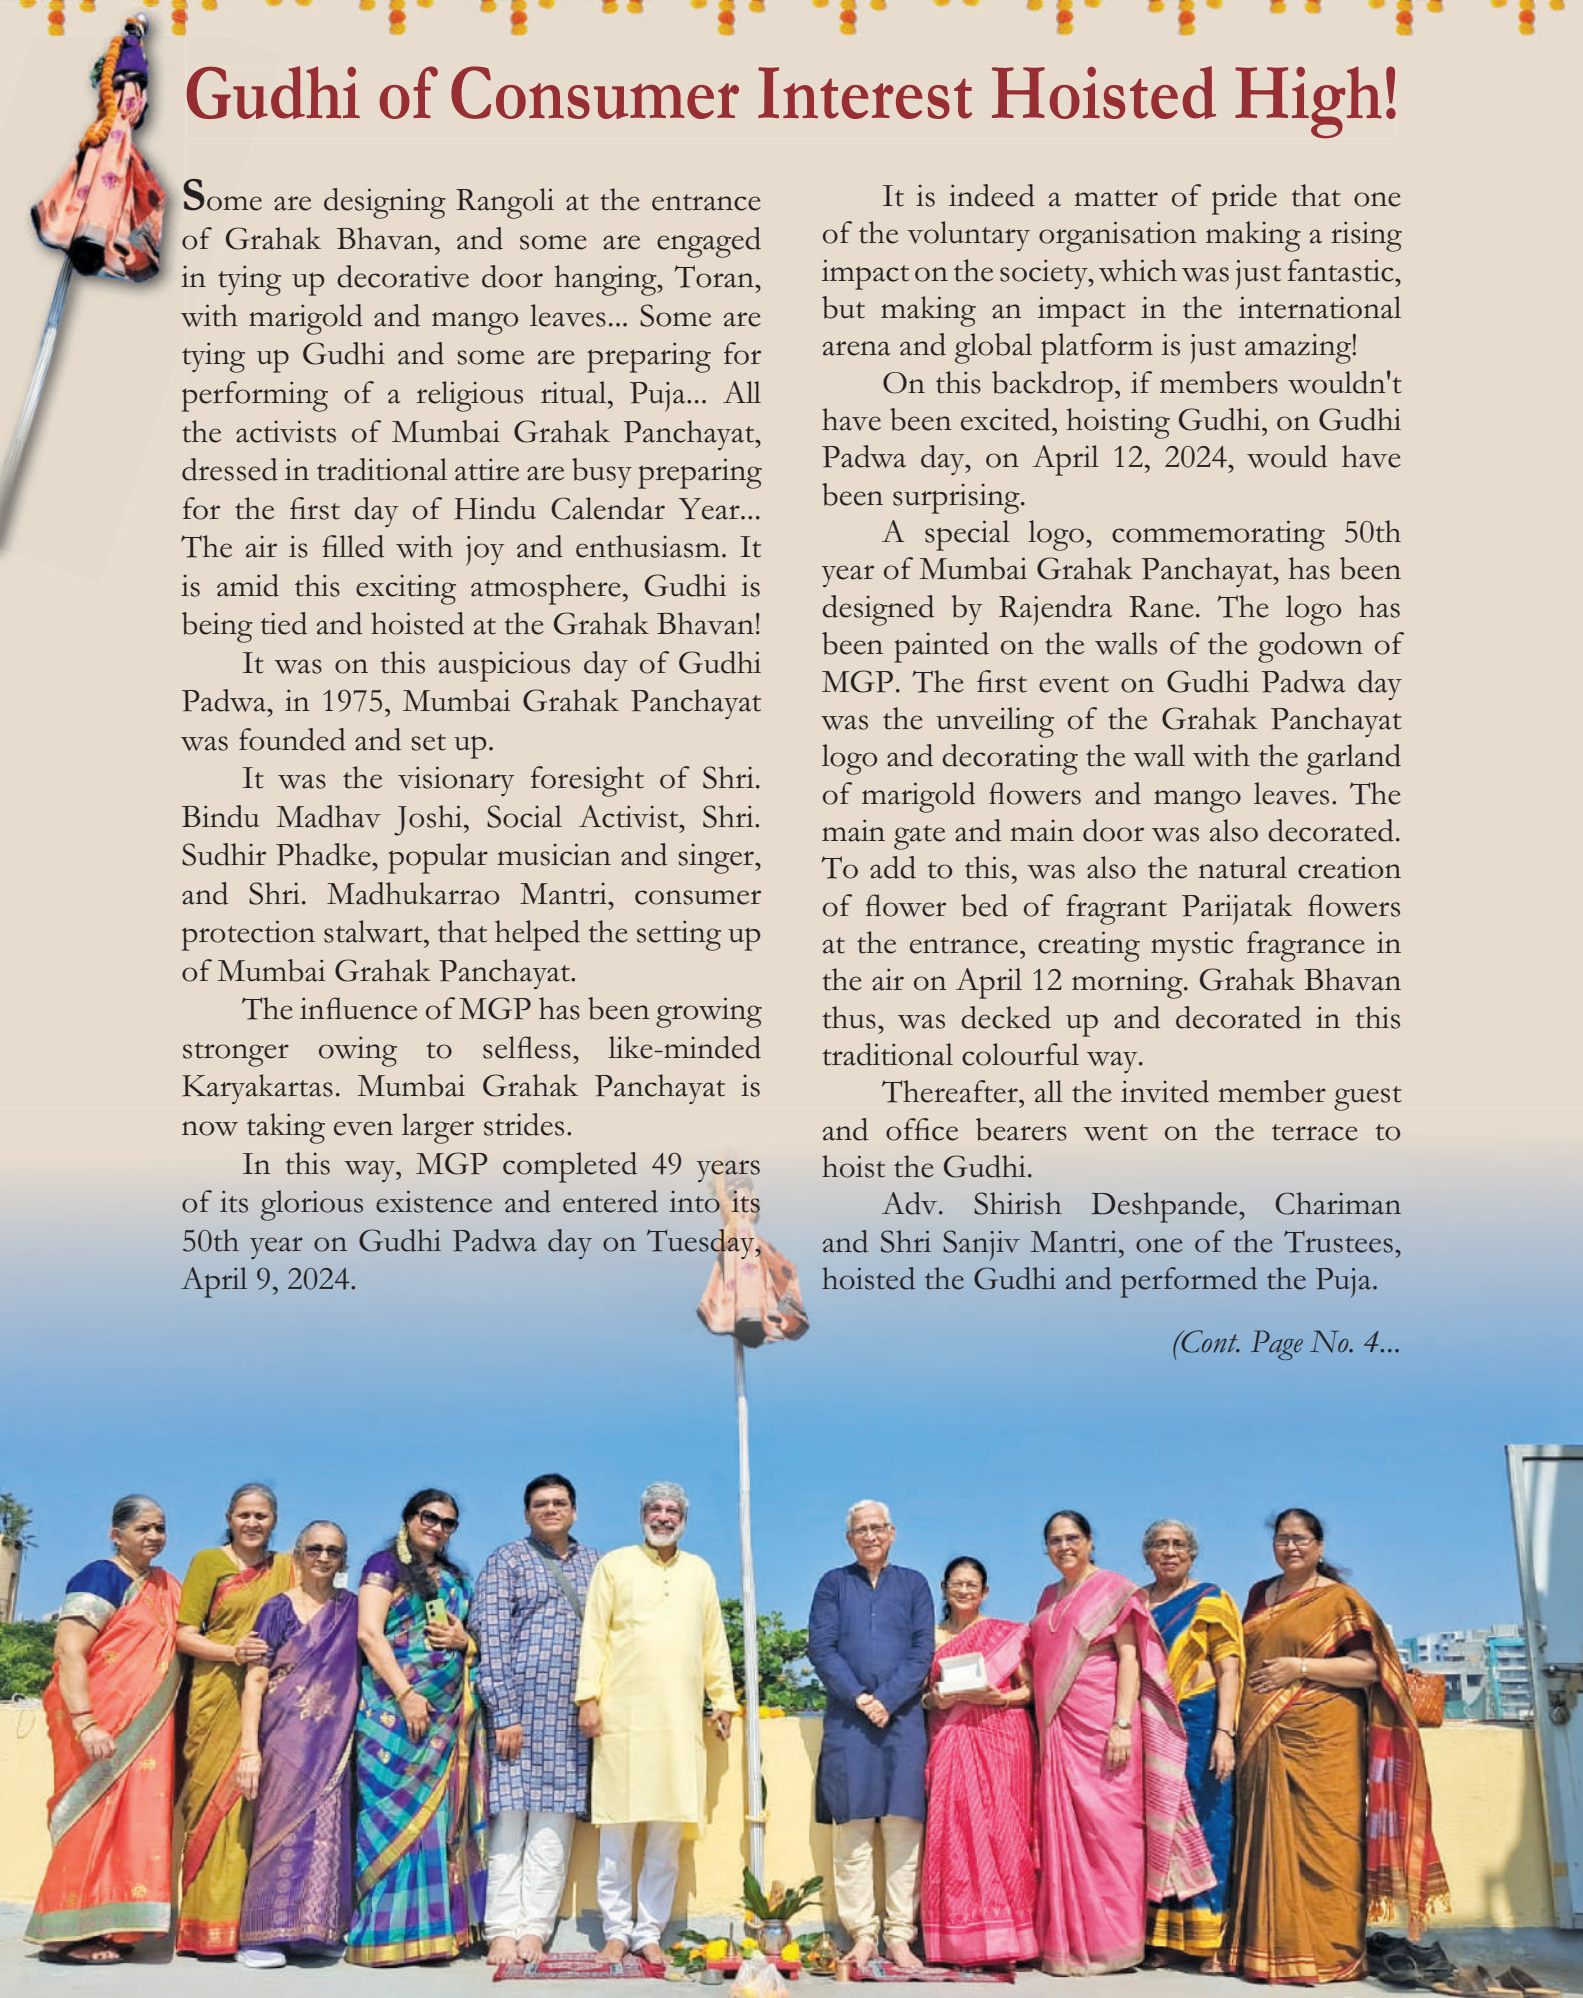 Gudhi of Consumer Interest Hoisted High!
Some are designing Rangoli at the entrance
of Grahak Bhavan, and some are engaged
in tying up decorative door hanging, Toran,
with marigold and mango leaves... Some are
tying up Gudhi and some are preparing for
performing of a religious ritual, Puja... All
the activists of Mumbai Grahak Panchayat,
dressed in traditional attire are busy preparing
for the first day of Hindu Calendar Year...
The air is filled with joy and enthusiasm. It
is amid this exciting atmosphere, Gudhi is
being tied and hoisted at the Grahak Bhavan!
It was on this auspicious day of Gudhi
Padwa, in 1975, Mumbai Grahak Panchayat
was founded and set up.
It was the visionary foresight of Shri.
Bindu Madhav Joshi, Social Activist, Shri.
Sudhir Phadke, popular musician and singer,
and Shri. Madhukarrao Mantri, consumer
protection stalwart, that helped the setting up
of Mumbai Grahak Panchayat.
The influence of MGP has been growing
stronger owing to selfless, like-minded
Karyakartas. Mumbai Grahak Panchayat is
now taking even larger strides.
In this way, MGP completed 49 years
of its glorious existence and entered into its
50th year on Gudhi Padwa day on Tuesday,
April 9, 2024.
It is indeed a matter of pride that one
of the voluntary organisation making a rising
impact on the society, which was just fantastic,
but making an impact in the international
arena and global platform is just amazing!
On this backdrop, if members wouldn't
have been excited, hoisting Gudhi, on Gudhi
Padwa day, on April 12, 2024, would have
been surprising.
A special logo, commemorating 50th
year of Mumbai Grahak Panchayat, has been
designed by Rajendra Rane. The logo has
been painted on the walls of the godown of
MGP. The first event on Gudhi Padwa day
was the unveiling of the Grahak Panchayat
logo and decorating the wall with the garland
of marigold flowers and mango leaves. The
main gate and main door was also decorated.
To add to this, was also the natural creation
of flower bed of fragrant Parijatak flowers
at the entrance, creating mystic fragrance in
the air on April 12 morning. Grahak Bhavan
thus, was decked up and decorated in this
traditional colourful way.
Thereafter, all the invited member guest
and office bearers went on the terrace to
hoist the Gudhi.
Adv. Shirish Deshpande, Chariman
and Shri Sanjiv Mantri, one of the Trustees,
hoisted the Gudhi and performed the Puja.
(Cont. Page No. 4...